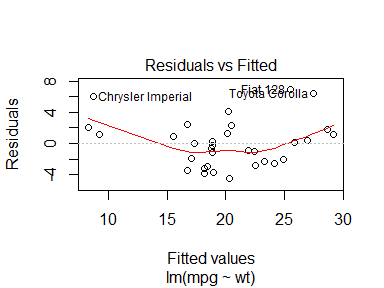 Residuals vs Fitted
Residuals
8
4
0
-4
Fiat 128
Chrysler Imperial
Toyota Corolla
10
15
20
25
30
Fitted values
lm(mpg ~ wt)